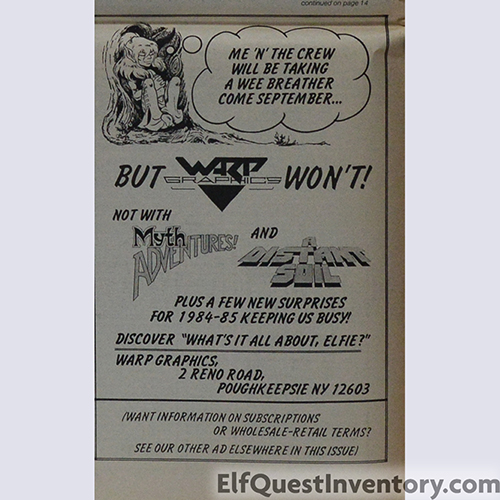 continued on page 14
ME 'N' THE CREW
WILL BE TAKING
A WEE BREATHER
COME SEPTEMBER...
BUT WARP GRAPHICS WON'T!
NOT WITH
Myth ADVENTURES!
AND
A DISTANT SOIL
PLUS A FEW NEW SURPRISES
FOR 1984-85 KEEPING US BUSY!
DISCOVER "WHAT'S IT ALL ABOUT, ELFIE?"
WARP GRAPHICS,
2 RENO ROAD,
POUGHKEEPSIE NY 12603
(WANT INFORMATION ON SUBSCRIPTIONS
OR WHOLESALE-RETAIL TERMS?
SEE OUR OTHER AD ELSEWHERE IN THIS ISSUE)
ElfQuestInventory.com